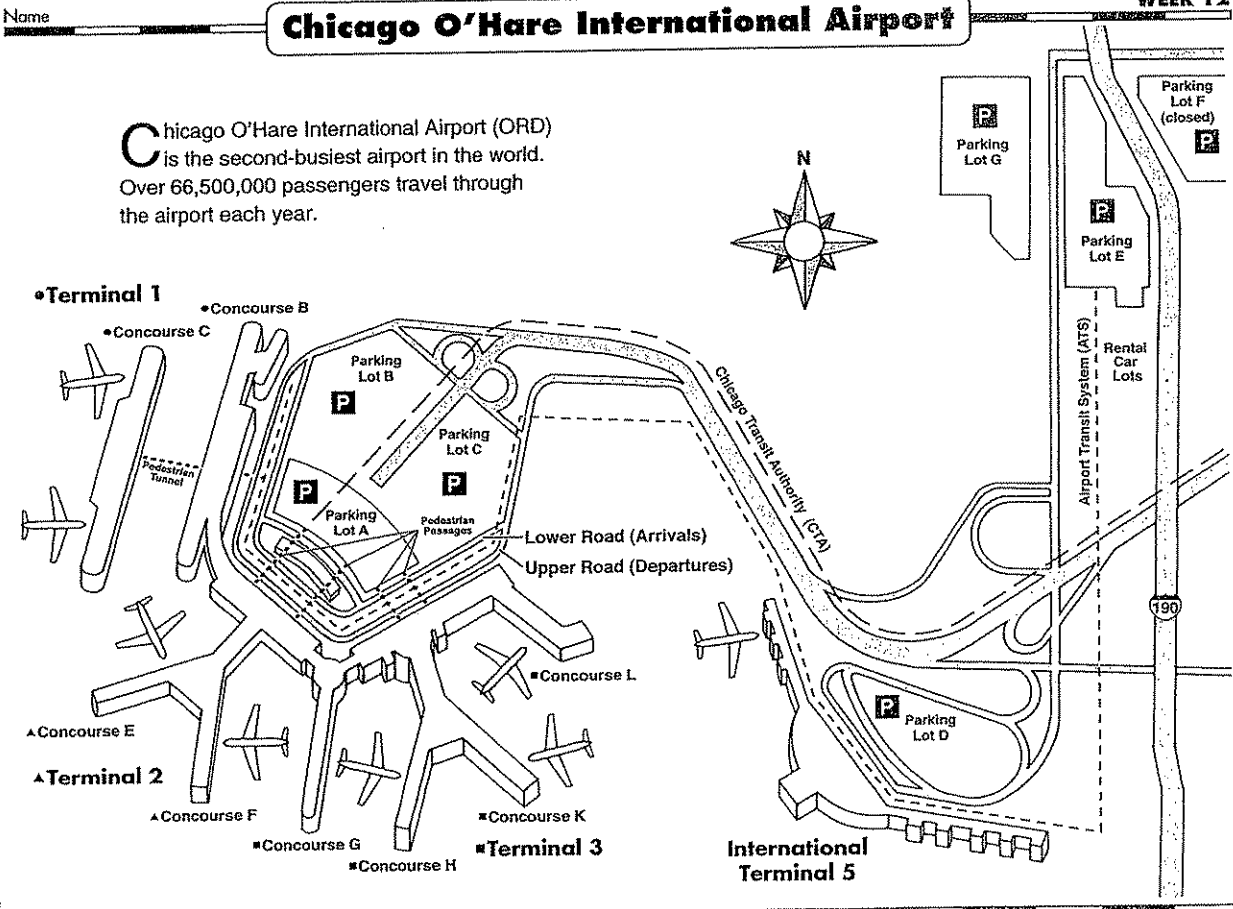 Name
Chicago O'Hare International Airport
WEEK 12
Chicago O'Hare International Airport (ORD)
is the second-busiest airport in the world.
Over 66,500,000 passengers travel through
the airport each year.
N
P
Parking
Lot G
P
Parking
Lot E
Parking
Lot F
(closed)
P
•Terminal 1
•Concourse C
•Concourse B
Parking
Lot B
P
Parking
Lot C
P
P
Parking
Lot A
Pedestrian
Tunnel
Pedestrian
Passages
Lower Road (Arrivals)
Upper Road (Departures)
Chicago Transit Authority (CTA)
Airport Transit System (ATS)
Rental
Car
Lots
190
▲Concourse E
▲Terminal 2
▲Concourse F
■Concourse G
■Concourse H
■Concourse K
■Concourse L
■Terminal 3
P
Parking
Lot D
International
Terminal 5